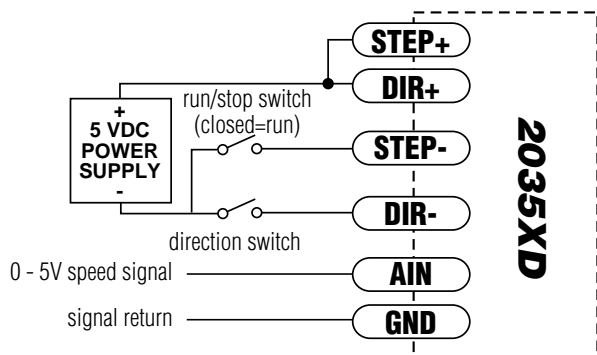 STEP+
DIR+
run/stop switch
(closed=run)
+
5 VDC
POWER
SUPPLY
-
STEP-
DIR-
direction switch
0 - 5V speed signal
AIN
signal return
GND
2035XD